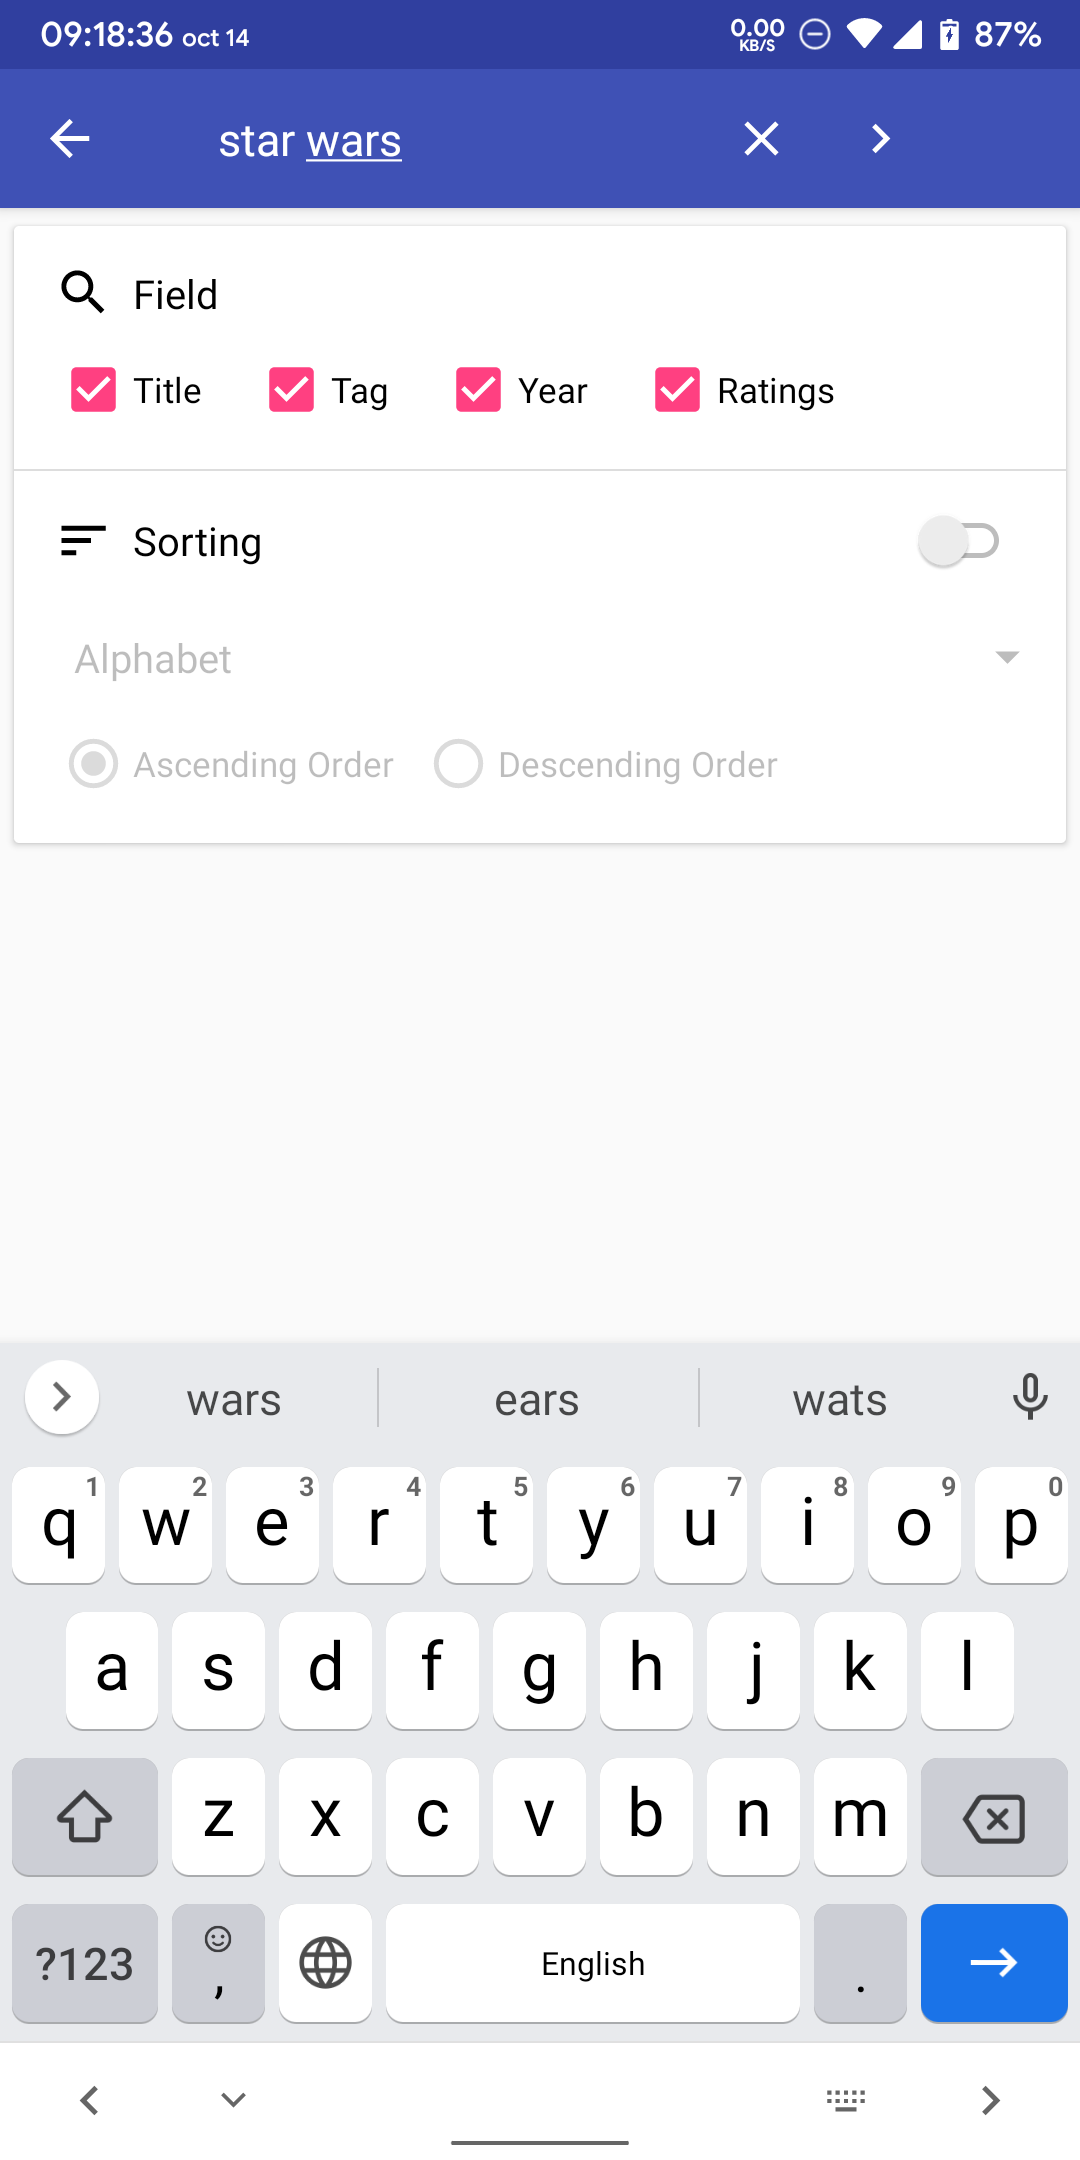 09:18:36 oct 14 0.00 KB/S 87%
star wars
Field
Title Tag Year Ratings
Sorting
Alphabet
Ascending Order Descending Order
wars ears wats
q1 w2 e3 r4 t5 y6 u7 i8 o9 p0
a s d f g h j k l
z x c v b n m
?123 , English .